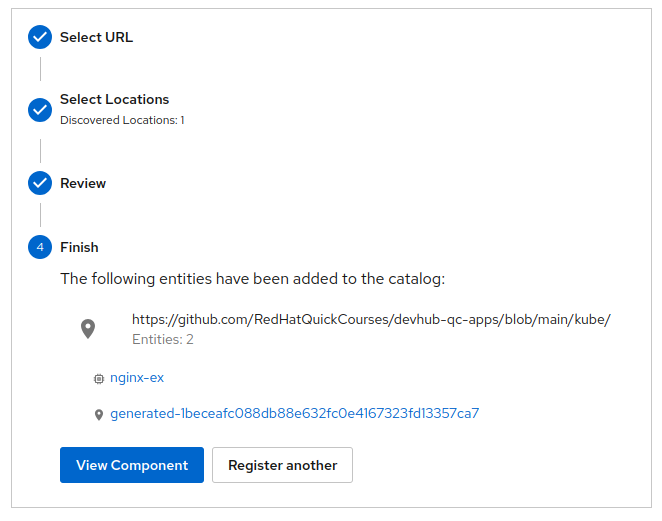 Select URL
Select Locations
Discovered Locations: 1
Review
4 Finish
The following entities have been added to the catalog:
https://github.com/RedHatQuickCourses/devhub-qc-apps/blob/main/kube/
Entities: 2
nginx-ex
generated-1beceafc088db88e632fc0e4167323fd13357ca7
View Component Register another